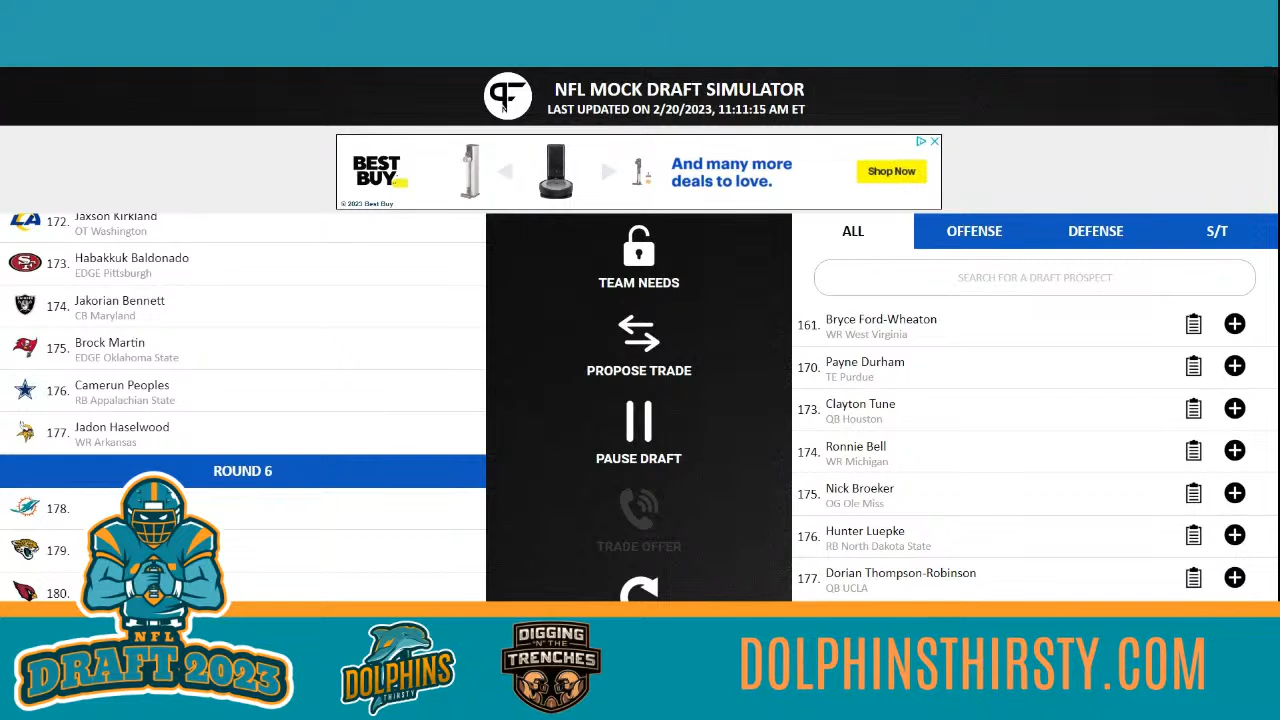 NFL MOCK DRAFT SIMULATOR
LAST UPDATED ON 2/20/2023, 11:11:15 AM ET
BEST BUY
And many more
deals to love.
Shop Now
© 2023 Best Buy
172. Jaxson Kirkland
OT Washington
173. Habakkuk Baldonado
EDGE Pittsburgh
174. Jakorian Bennett
CB Maryland
175. Brock Martin
EDGE Oklahoma State
176. Camerun Peoples
RB Appalachian State
177. Jadon Haselwood
WR Arkansas
ROUND 6
178.
179.
180.
TEAM NEEDS
PROPOSE TRADE
PAUSE DRAFT
TRADE OFFER
ALL OFFENSE DEFENSE S/T
SEARCH FOR A DRAFT PROSPECT
161. Bryce Ford-Wheaton
WR West Virginia
170. Payne Durham
TE Purdue
173. Clayton Tune
QB Houston
174. Ronnie Bell
WR Michigan
175. Nick Broeker
OG Ole Miss
176. Hunter Luepke
RB North Dakota State
177. Dorian Thompson-Robinson
QB UCLA
NFL
DRAFT 2023
DOLPHINS
THIRSTY
DIGGING
"N" THE
TRENCHES
DOLPHINSTHIRSTY.COM